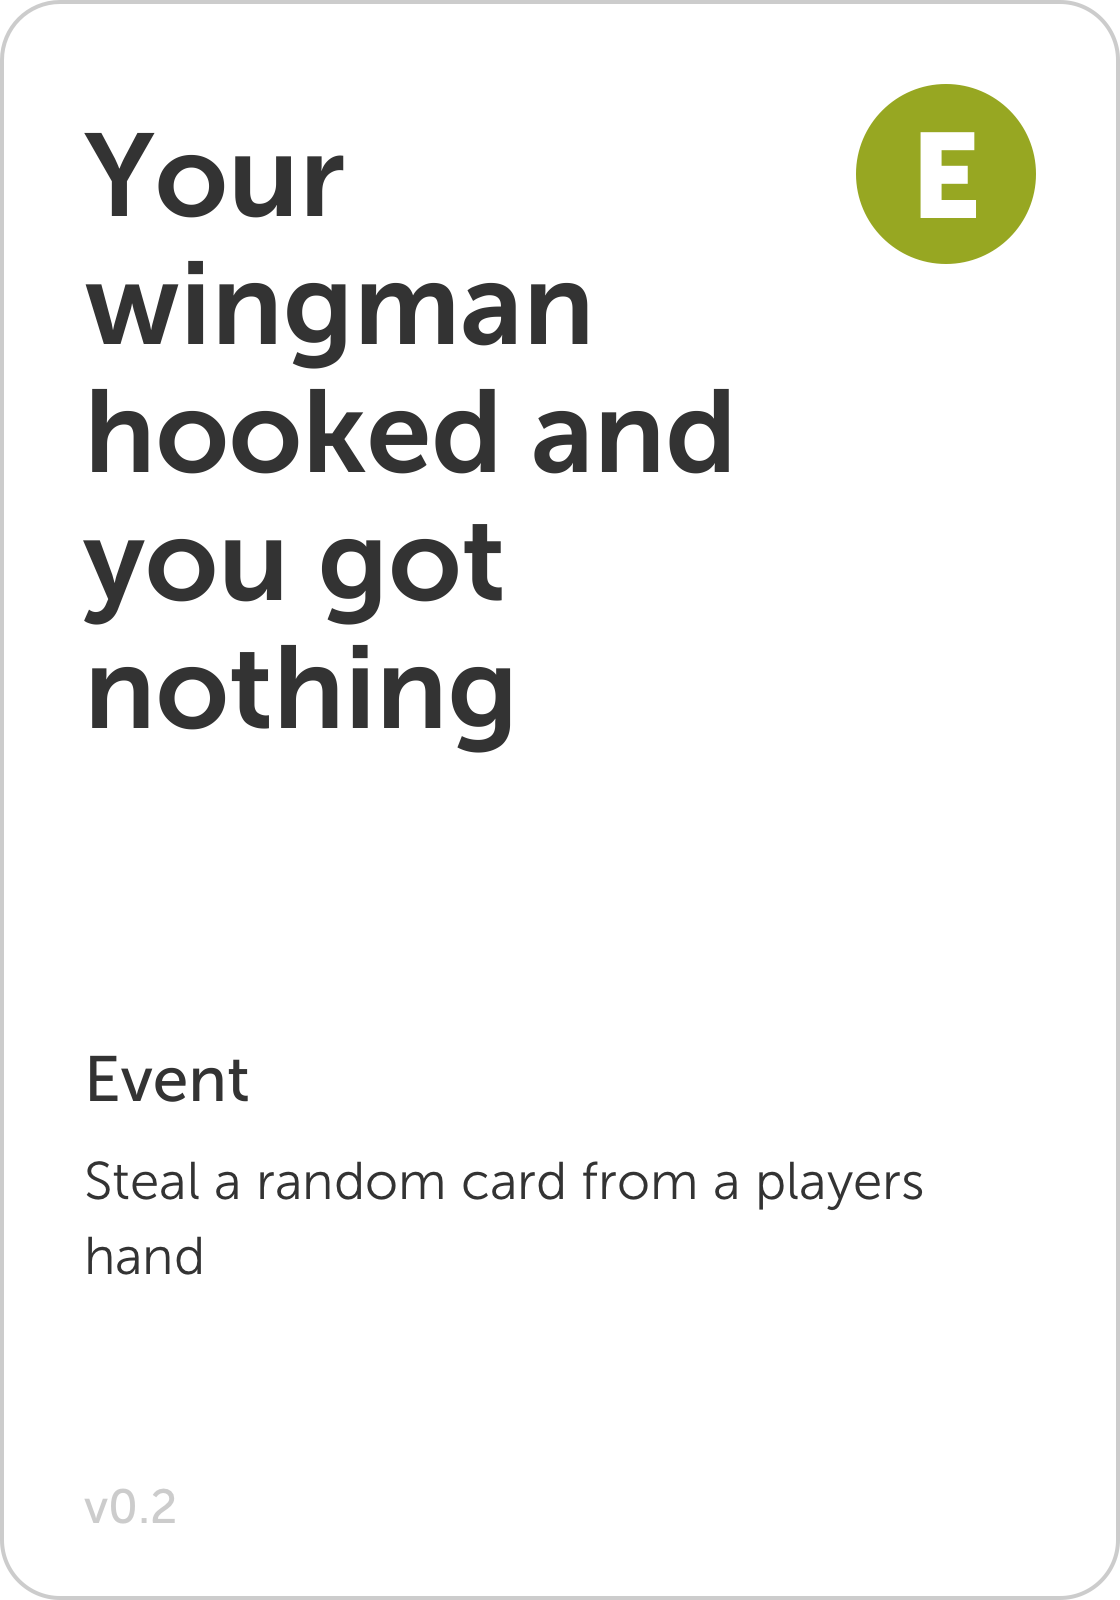 Your
E
wingman
hooked and
you got
nothing
Event
Steal a random card from a players
hand
v0.2